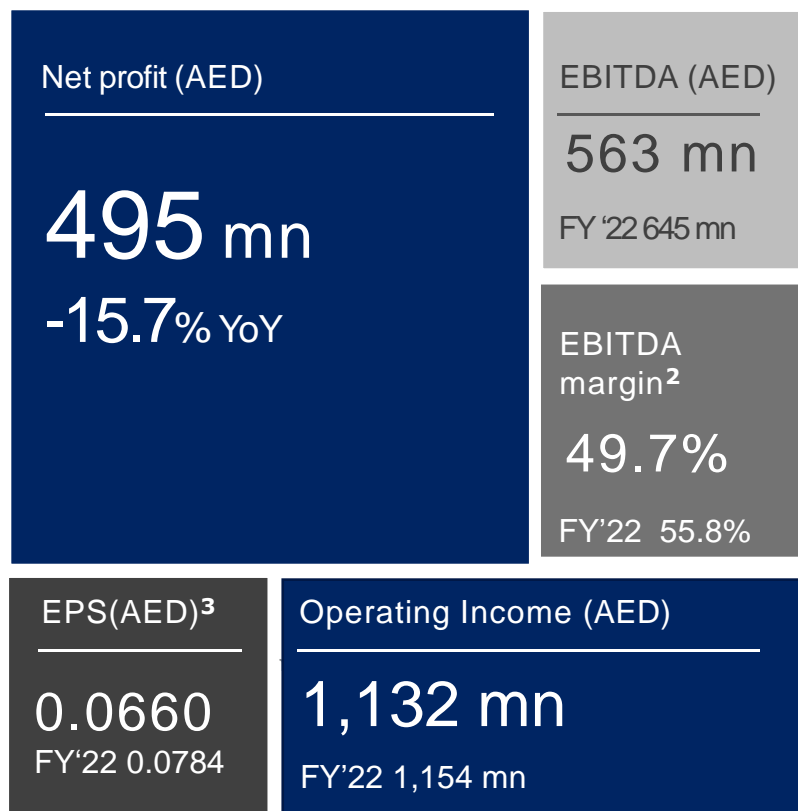 Net profit (AED)
495 mn
-15.7% YoY
EBITDA (AED)
563 mn
FY ‘22 645 mn
EBITDA
margin²
49.7%
FY’22 55.8%
EPS(AED)³
0.0660
FY‘22 0.0784
Operating Income (AED)
1,132 mn
FY’22 1,154 mn